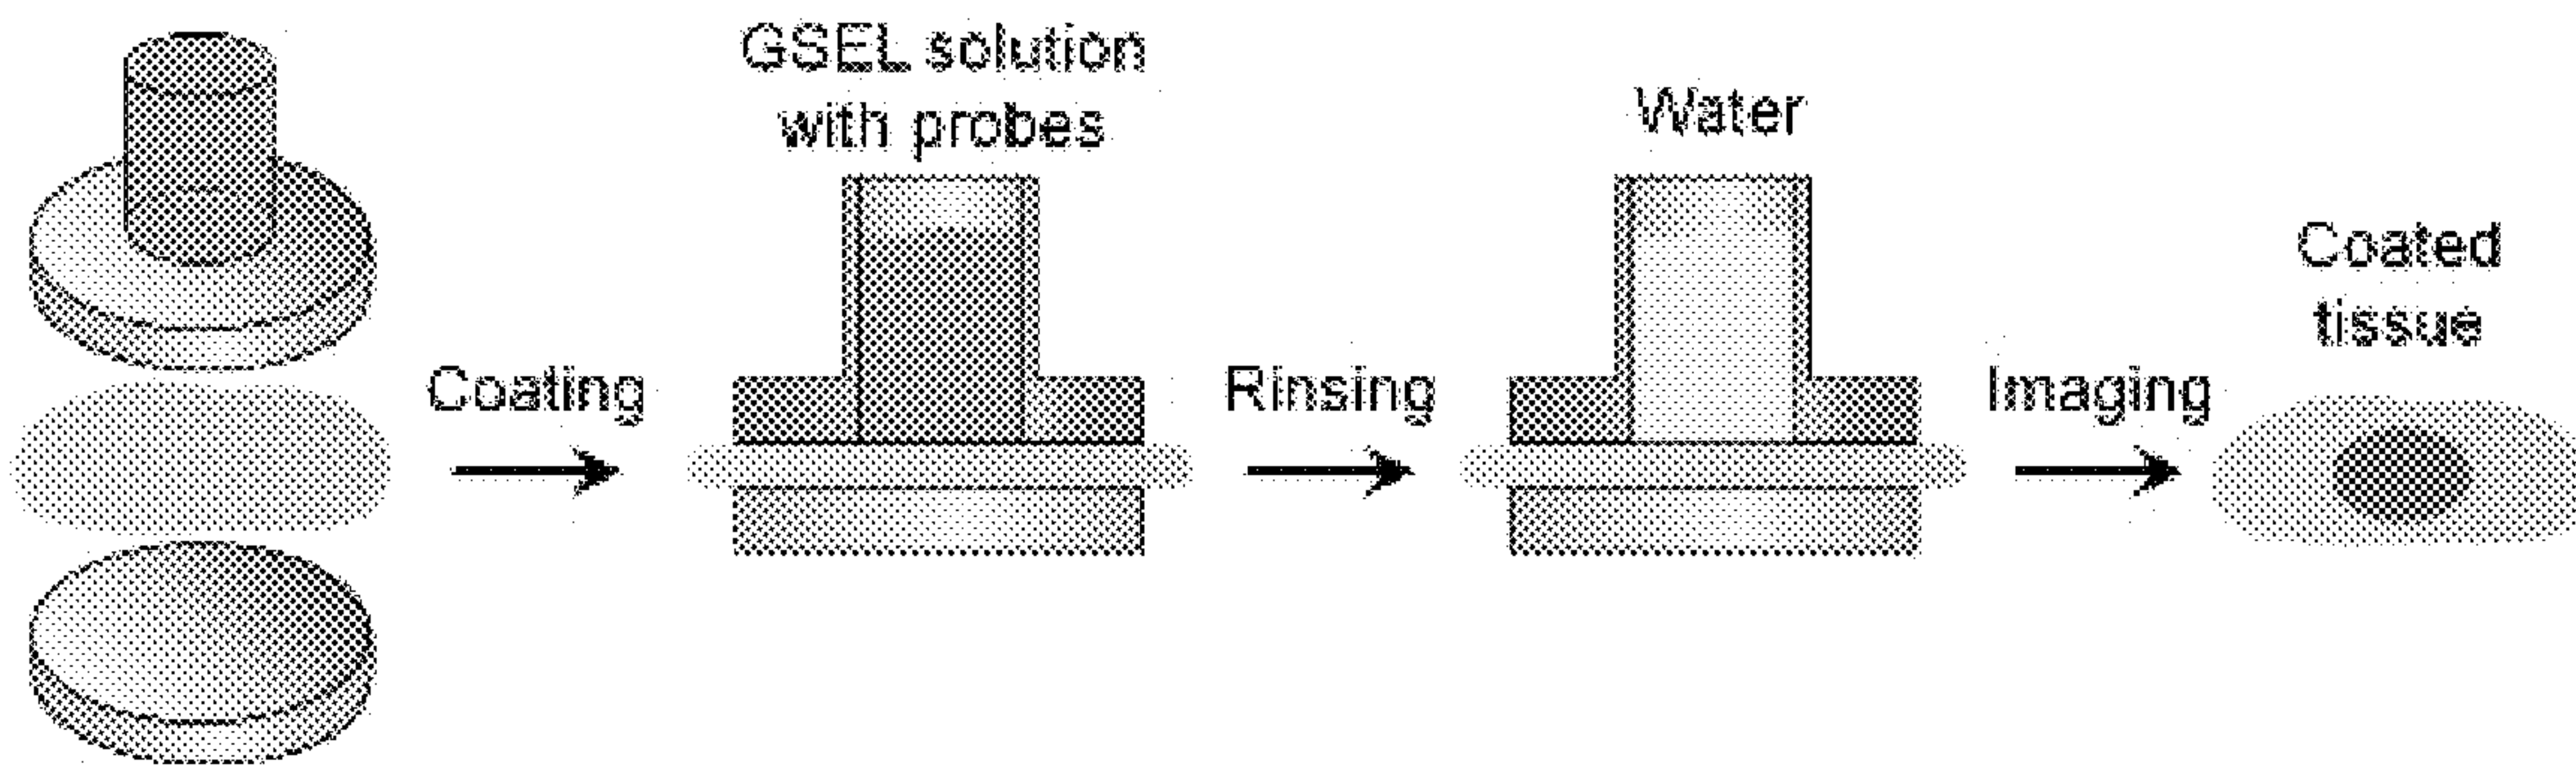 GSEL solution
with probes
Water
Coated
tissue
Coating
Rinsing
Imaging